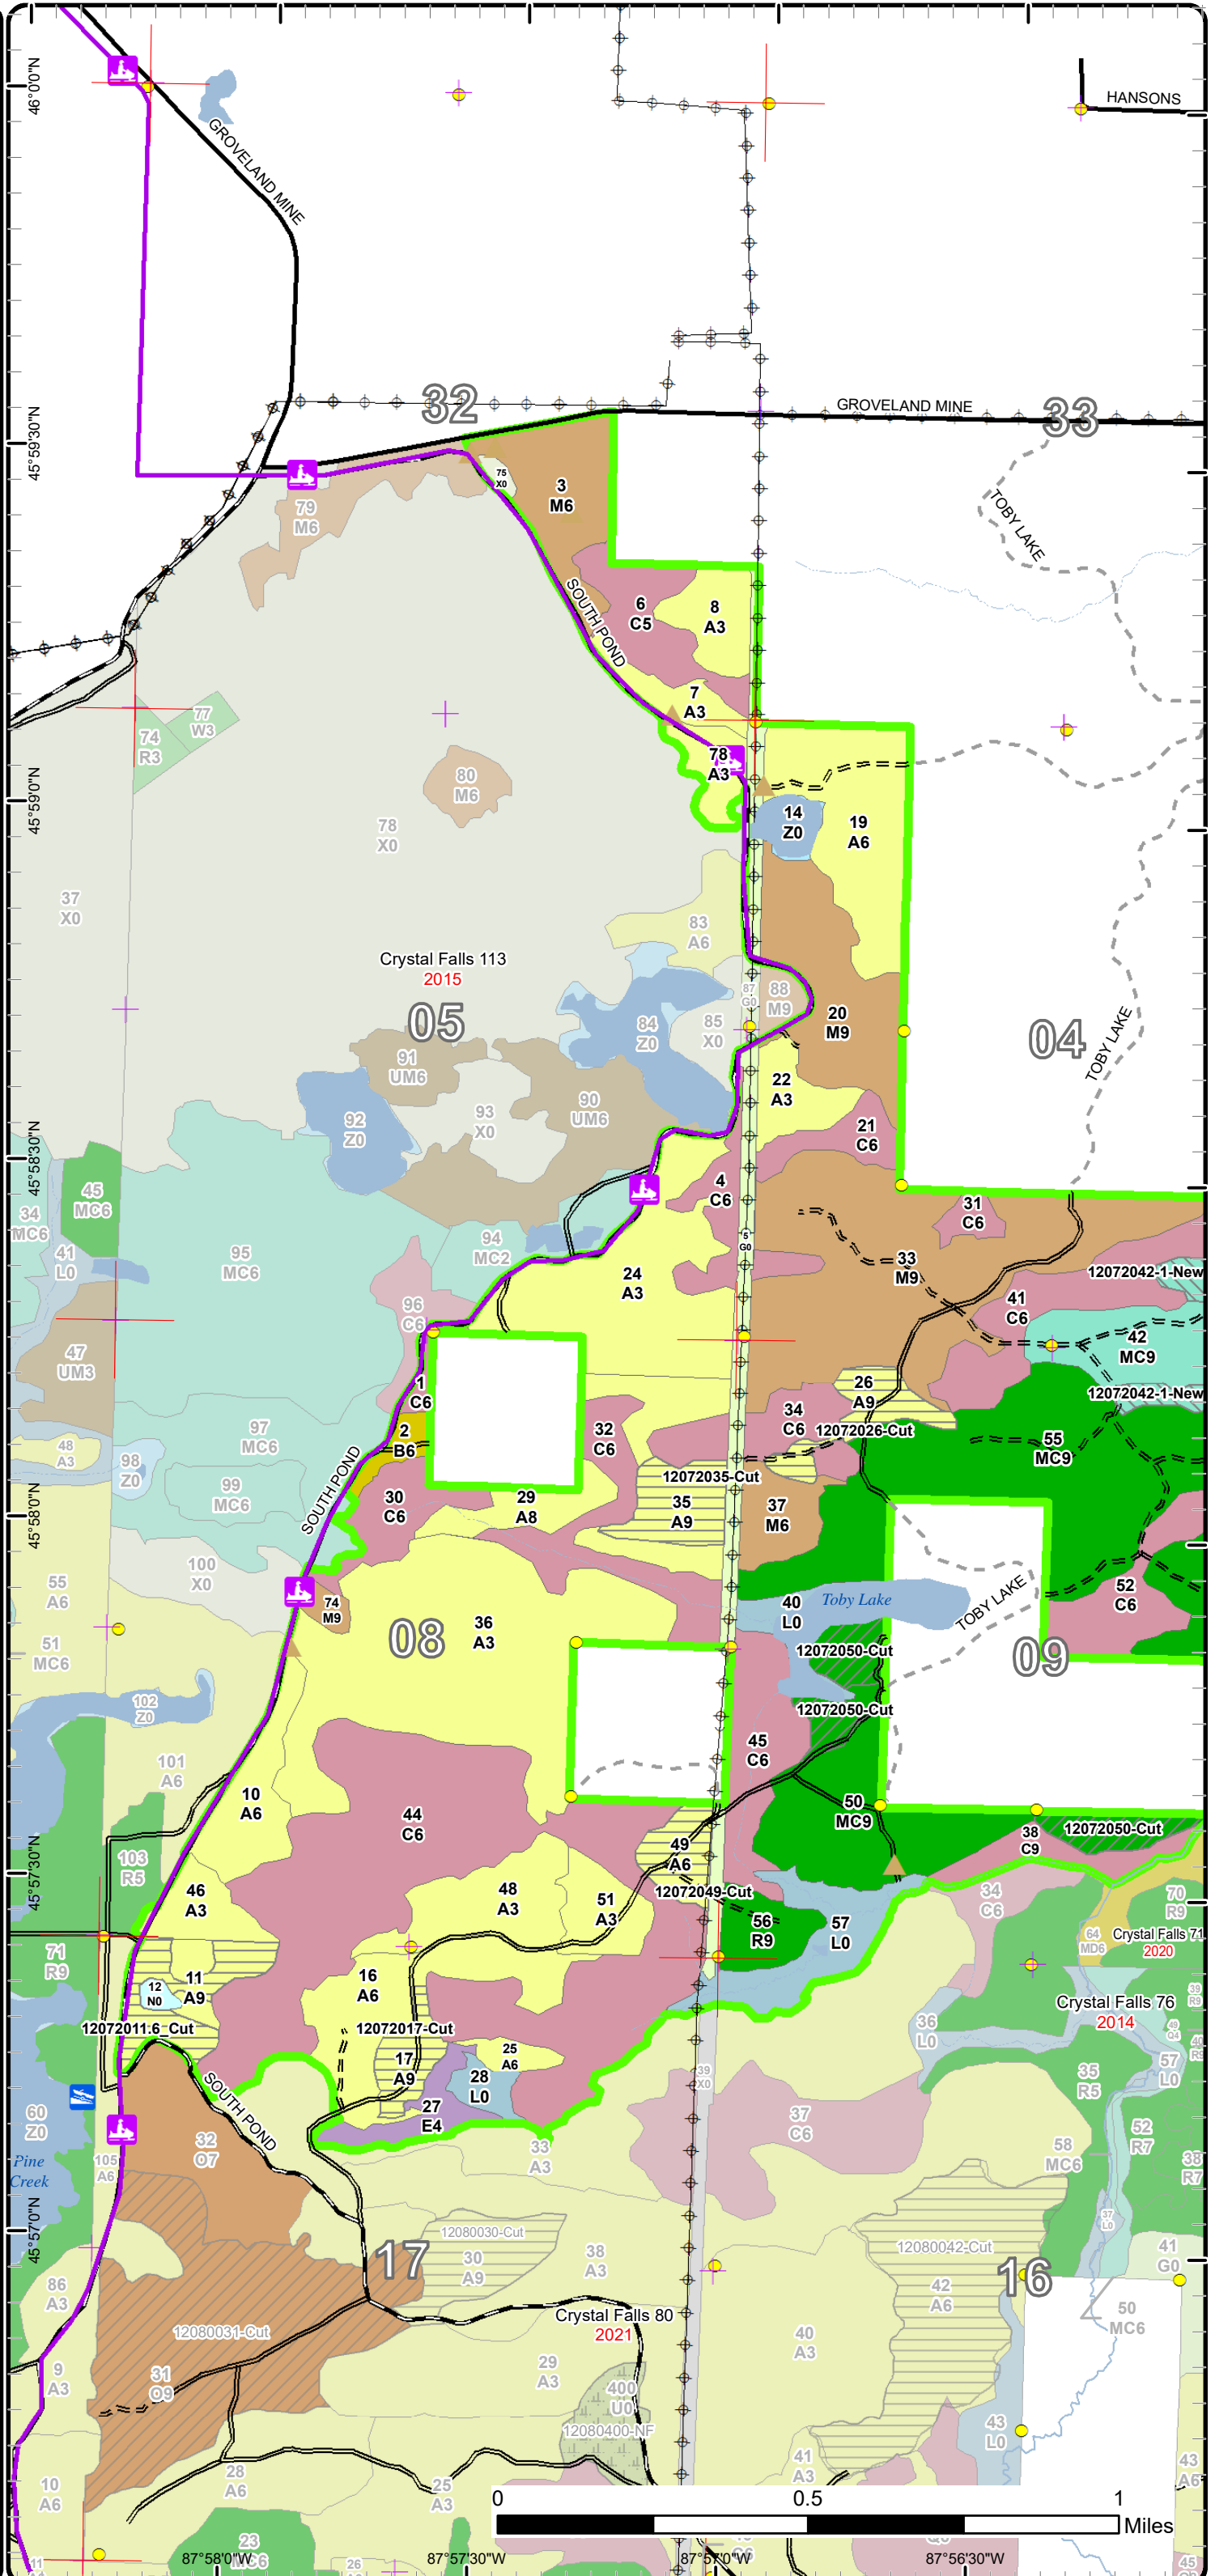 46°0'0"N
HANSONS
GROVELAND MINE
32
GROVELAND MINE
33
45°59'30"N
75
X0
3
M6
79
M6
TOBY LAKE
SOUTH POND
6
C5
8
A3
7
A3
77
W3
74
R3
78
A3
80
M6
45°59'0"N
14
Z0
19
A6
78
X0
37
X0
83
A6
Crystal Falls 113
2015
87
G0
88
M9
05
84
Z0
85
X0
20
M9
04
TOBY LAKE
91
UM6
22
A3
90
UM6
92
Z0
93
X0
21
C6
45°58'30"N
45
MC6
4
C6
34
MC6
31
C6
41
L0
95
MC6
94
MC2
5
G0
24
A3
33
M9
12072042-1-New
96
C6
41
C6
42
MC9
47
UM3
1
C6
26
A9
12072042-1-New
2
B6
32
C6
34
C6
12072026-Cut
97
MC6
48
A3
98
Z0
55
MC9
12072035-Cut
99
MC6
SOUTH POND
45°58'0"N
30
C6
29
A8
35
A9
37
M6
100
X0
55
A6
52
C6
74
M9
40
L0
Toby Lake
TOBY LAKE
36
A3
08
09
51
MC6
12072050-Cut
102
Z0
12072050-Cut
45
C6
101
A6
10
A6
50
MC9
44
C6
12072050-Cut
38
C9
49
A6
45°57'30"N
103
R5
46
A3
48
A3
51
A3
12072049-Cut
34
C6
70
R9
56
R9
57
L0
64
MD6
Crystal Falls 71
2020
71
R9
16
A6
11
A9
12
N0
39
R9
Crystal Falls 76
2014
12072011.6_Cut
12072017-Cut
36
L0
49
Q4
17
A9
25
A6
57
L0
28
L0
39
X0
35
R5
SOUTH POND
27
E4
60
Z0
37
C6
52
R7
32
O7
33
A3
58
MC6
38
R7
Pine
Creek
105
A6
37
L0
45°57'0"N
12080030-Cut
12080042-Cut
17
30
A9
38
A3
16
41
G0
86
A3
42
A6
50
MC6
Crystal Falls 80
2021
12080031-Cut
40
A3
9
A3
31
O9
29
A3
400
U0
12080400-NF
43
L0
41
A3
43
A6
10
A6
28
A6
25
A3
0
0.5
1
Miles
23
MC6
87°58'0"W
87°57'30"W
87°57'0"W
87°56'30"W